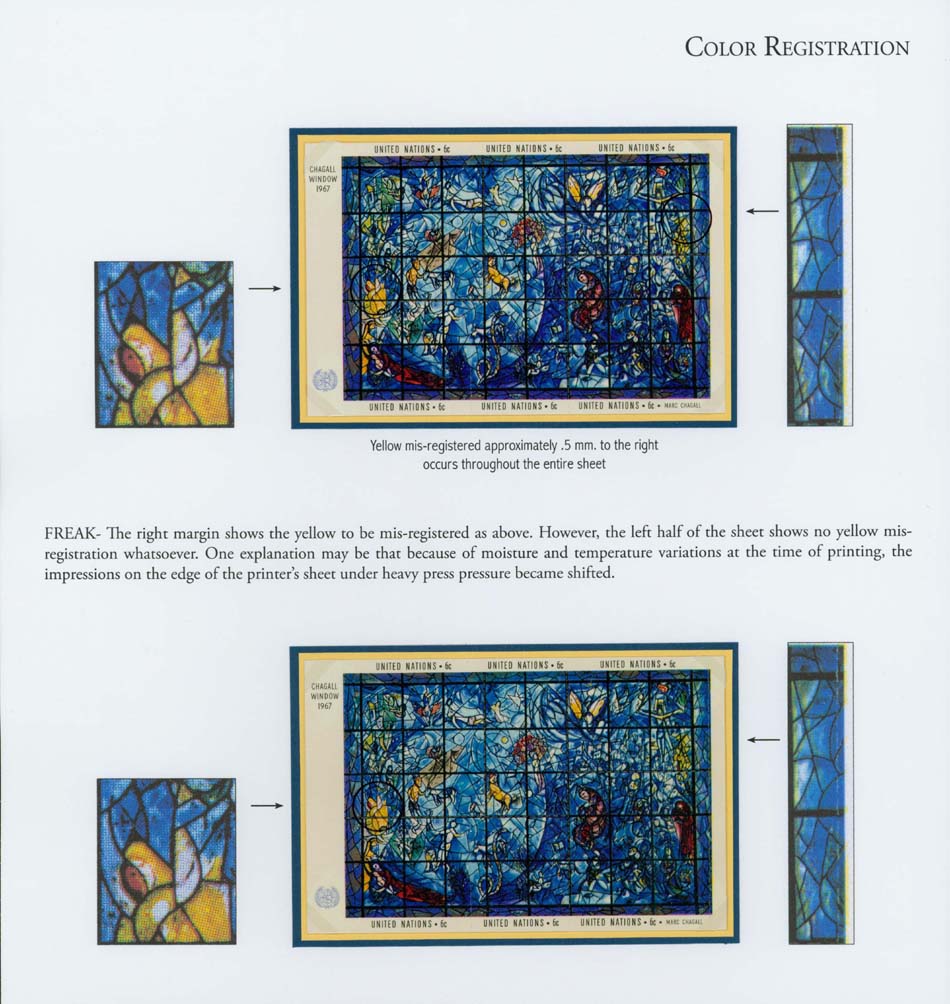 COLOR REGISTRATION
UNITED NATIONS • 6c UNITED NATIONS • 6c UNITED NATIONS • 6c
CHAGALL
WINDOW
1967
UNITED NATIONS • 6c UNITED NATIONS • 6c UNITED NATIONS • 6c • MARC CHAGALL
Yellow mis-registered approximately .5 mm. to the right
occurs throughout the entire sheet
FREAK- The right margin shows the yellow to be mis-registered as above. However, the left half of the sheet shows no yellow mis-
registration whatsoever. One explanation may be that because of moisture and temperature variations at the time of printing, the
impressions on the edge of the printer's sheet under heavy press pressure became shifted.
UNITED NATIONS • 6c UNITED NATIONS • 6c UNITED NATIONS • 6c
CHAGALL
WINDOW
1967
UNITED NATIONS • 6c UNITED NATIONS • 6c UNITED NATIONS • 6c • MARC CHAGALL